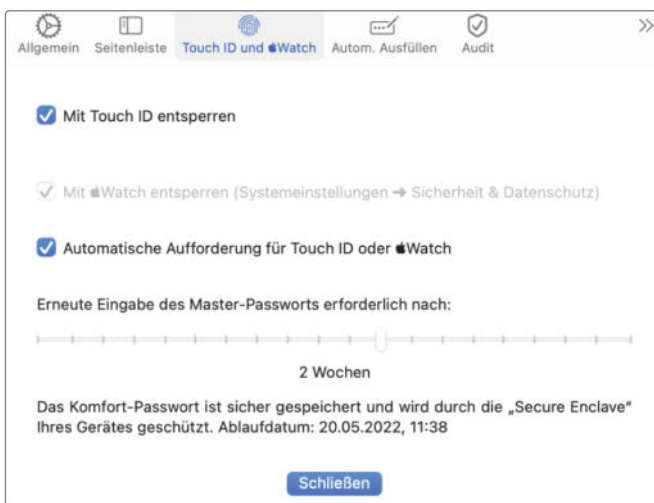 Allgemein Seitenleiste Touch ID und Watch Autom. Ausfüllen Audit »
Mit Touch ID entsperren
Mit Watch entsperren (Systemeinstellungen ➔ Sicherheit & Datenschutz)
Automatische Aufforderung für Touch ID oder Watch
Erneute Eingabe des Master-Passworts erforderlich nach:
2 Wochen
Das Komfort-Passwort ist sicher gespeichert und wird durch die „Secure Enclave“
Ihres Gerätes geschützt. Ablaufdatum: 20.05.2022, 11:38
Schließen